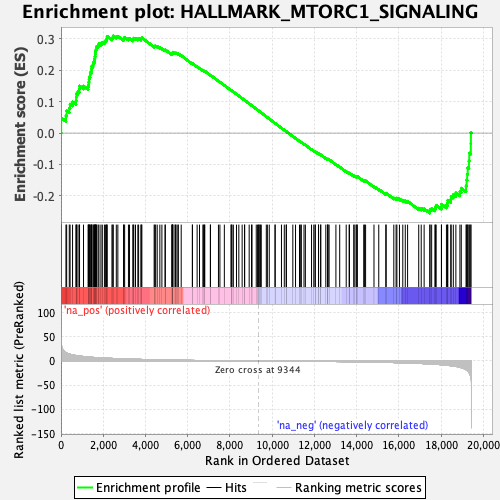 Enrichment plot: HALLMARK_MTORC1_SIGNALING
Enrichment score (ES)
0.3
0.2
0.1
0.0
-0.1
-0.2
'na_pos' (positively correlated)
Ranked list metric (PreRanked)
100
50
0
-50
-100
-150
Zero cross at 9344
'na_neg' (negatively correlated)
0
2,000
4,000
6,000
8,000
10,000
12,000
14,000
16,000
18,000
20,000
Rank in Ordered Dataset
Enrichment profile
Hits
Ranking metric scores